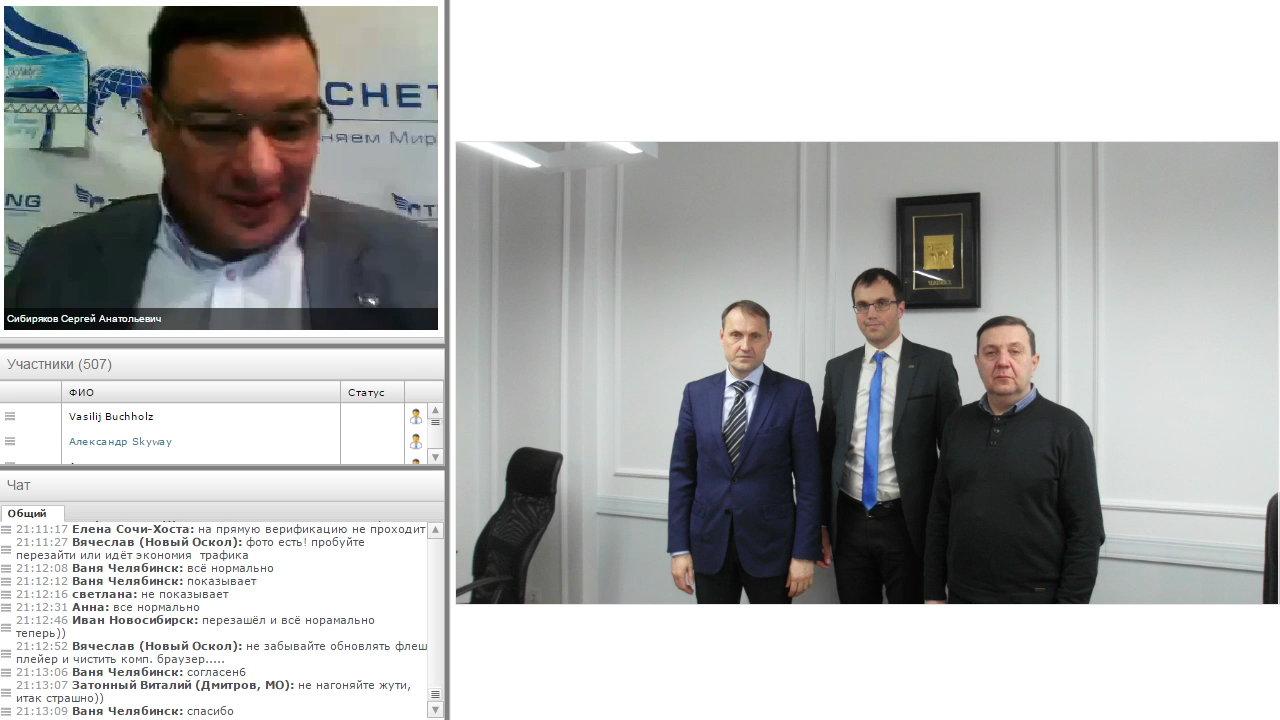 CHET
няем Мир
NG
Сибиряков Сергей Анатольевич
Участники (507)
ФИО
Статус
Vasilij Buchholz
Александр Skyway
Чат
Общий
21:11:17 Елена Сочи-Хоста: на прямую верификацию не проходит
21:11:27 Вячеслав (Новый Оскол): фото есть! пробуйте
перезайти или идёт экономия трафика
21:12:08 Ваня Челябинск: всё нормально
21:12:12 Ваня Челябинск: показывает
21:12:16 светлана: не показывает
21:12:31 Анна: все нормально
21:12:46 Иван Новосибирск: перезашёл и всё норамально
теперь))
21:12:52 Вячеслав (Новый Оскол): не забывайте обновлять флеш
плейер и чистить комп. браузер.....
21:13:06 Ваня Челябинск: согласен6
21:13:07 Затонный Виталий (Дмитров, МО): не нагоняйте жути,
итак страшно))
21:13:09 Ваня Челябинск: спасибо